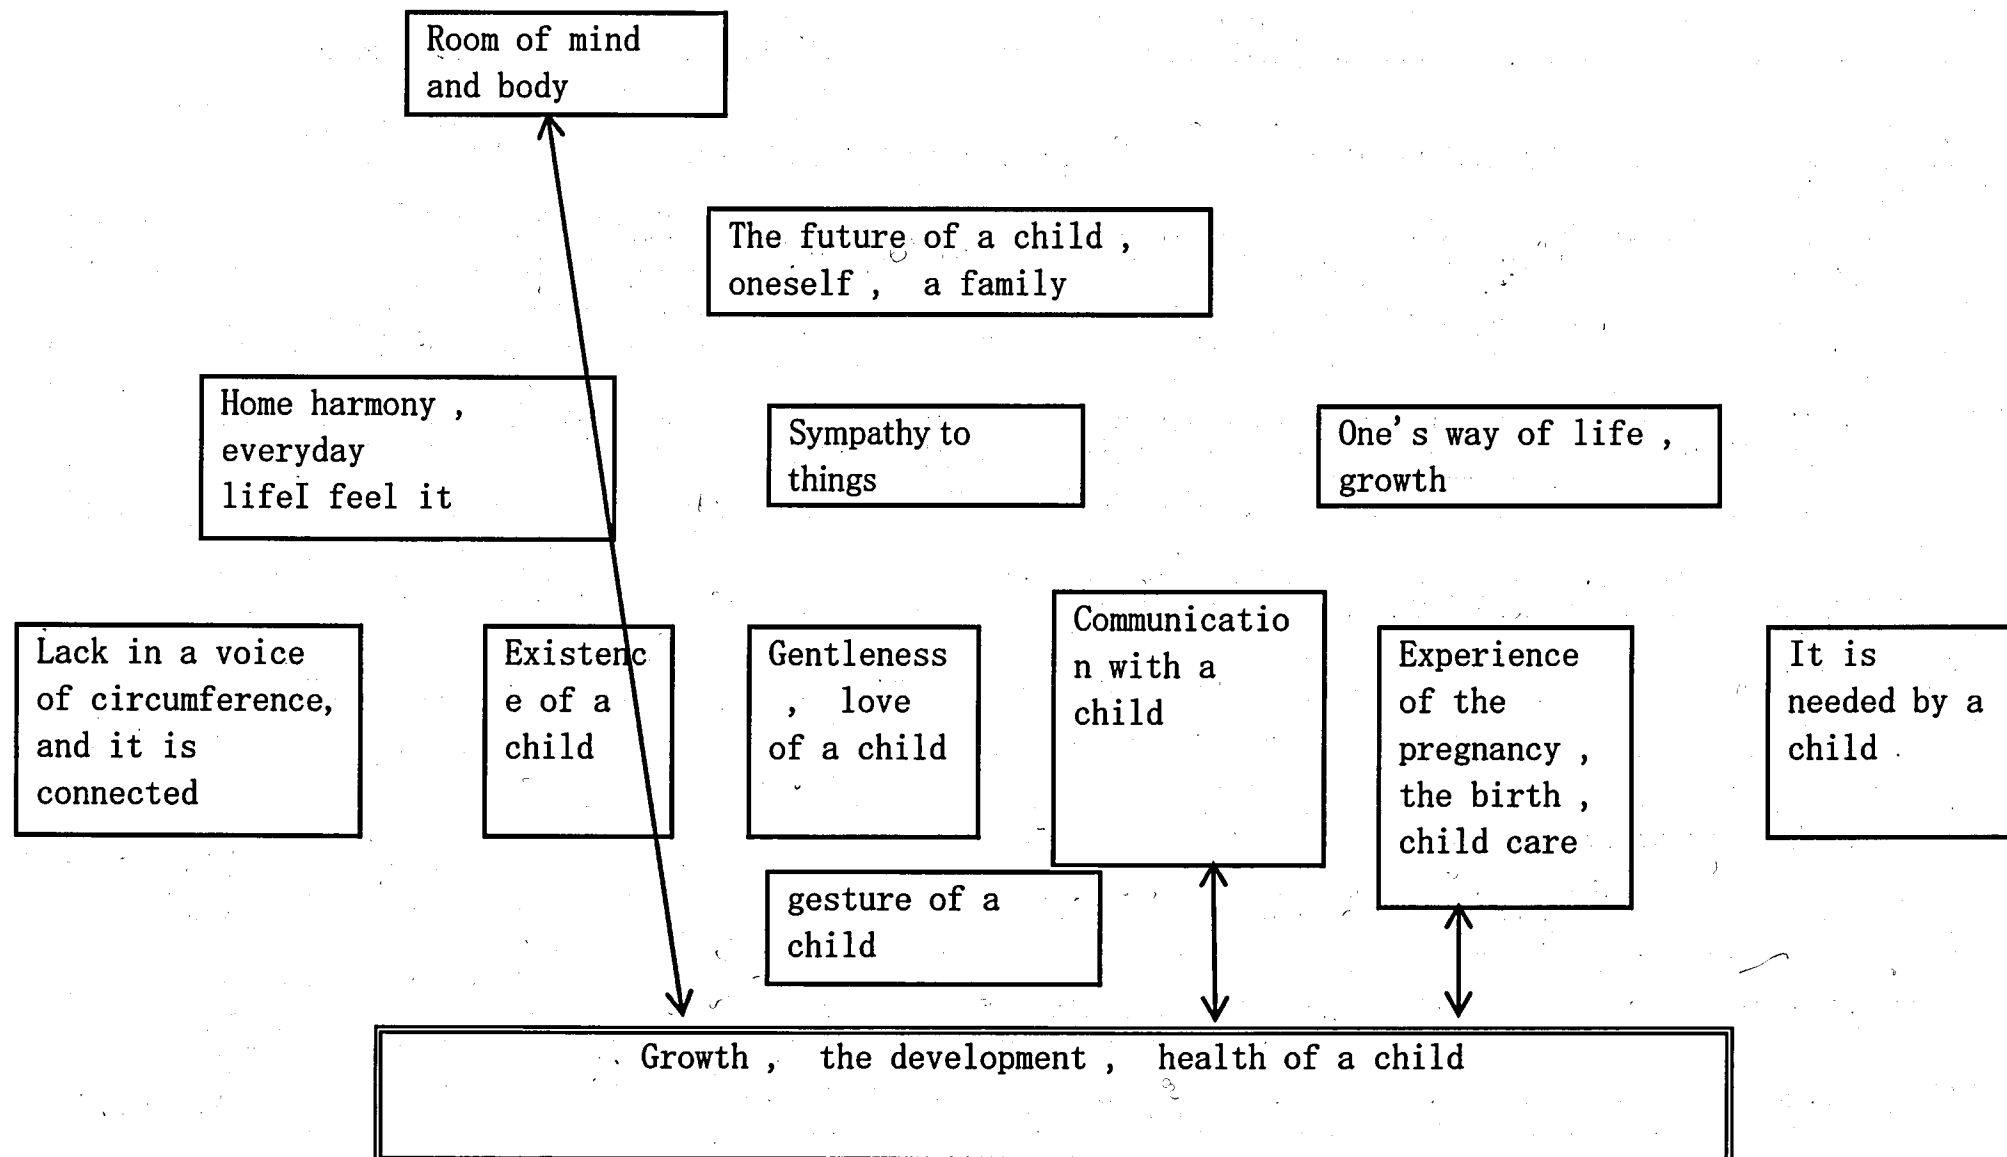 Room of mind
and body
The future of a child ,
oneself ,  a family
Home harmony ,
everyday
lifeI feel it
Sympathy to
things
One's way of life ,
growth
Lack in a voice
of circumference,
and it is
connected
Existenc
e of a
child
Gentleness
,  love
of a child
Communicatio
n with a
child
Experience
of the
pregnancy ,
the birth ,
child care
It is
needed by a
child
gesture of a
child
Growth ,  the development ,  health of a child